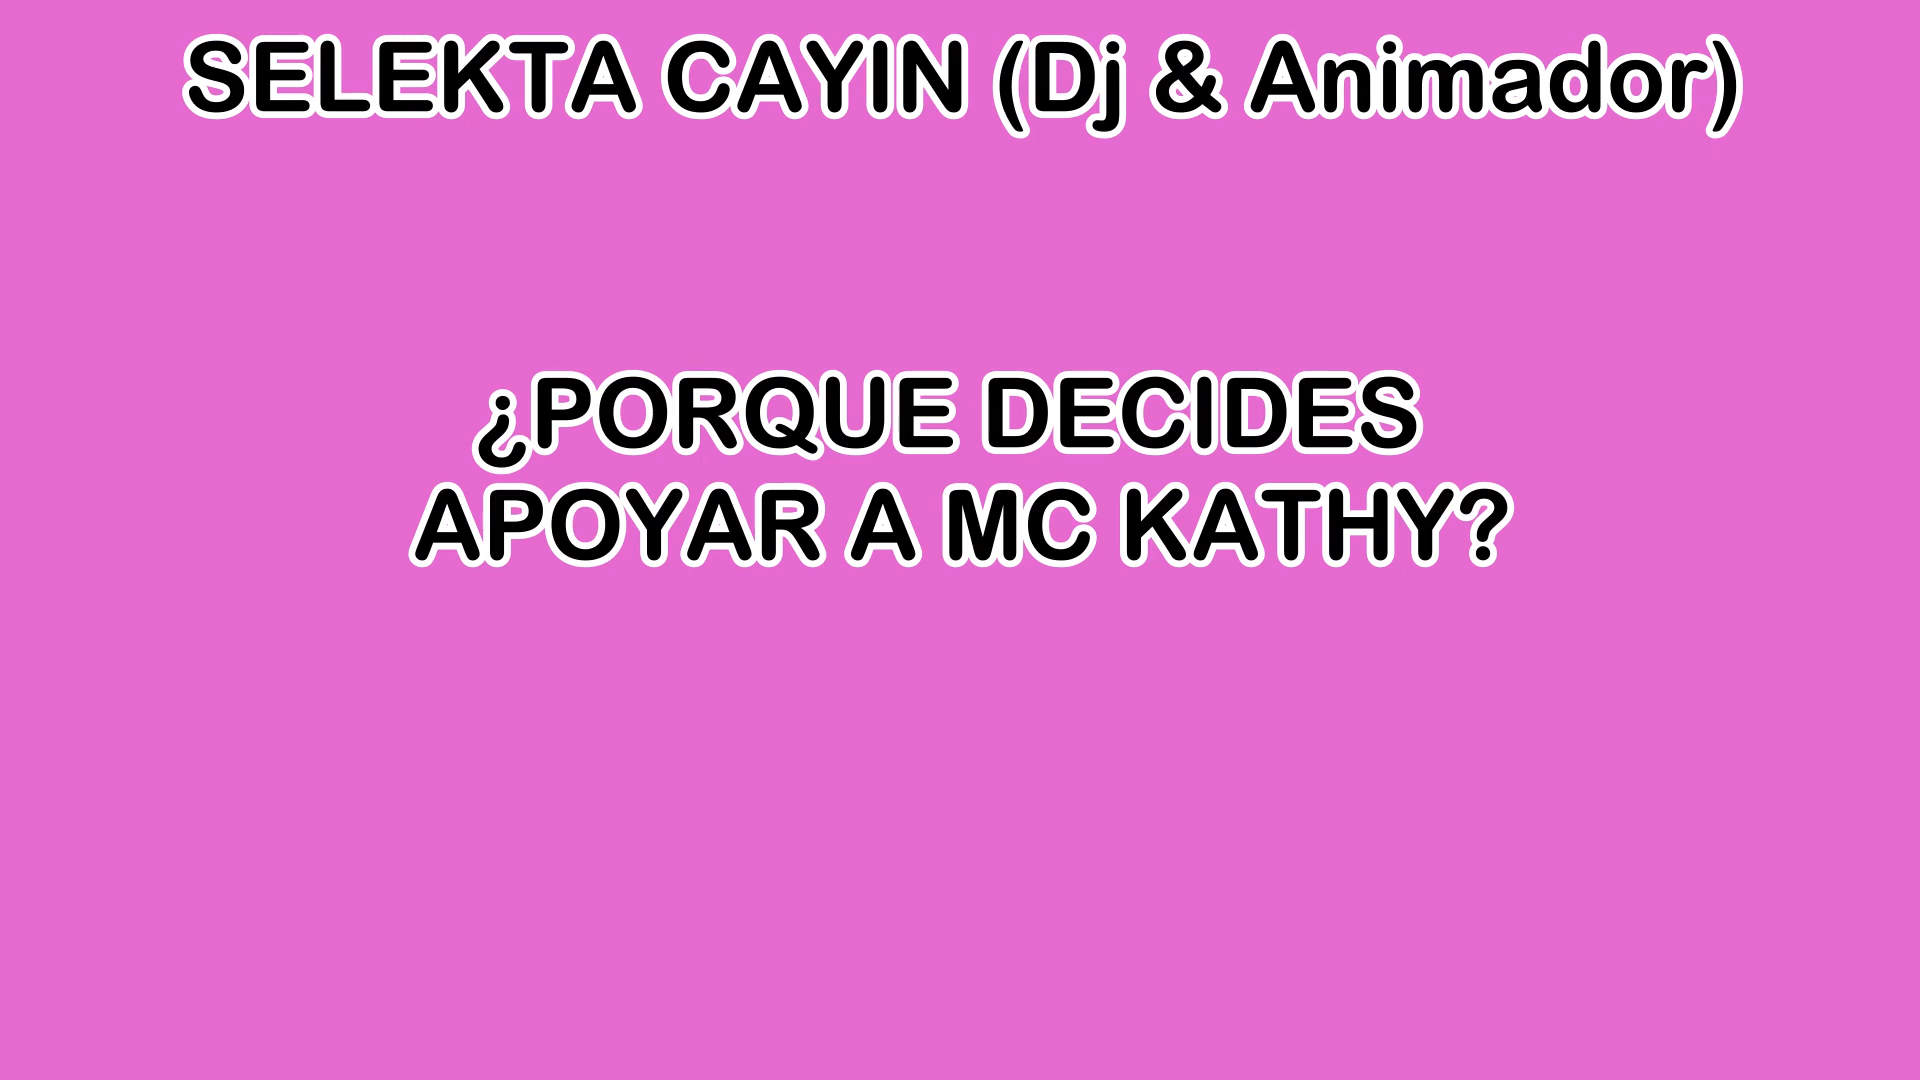 SELEKTA CAYIN (Dj & Animador)
¿PORQUE DECIDES
APOYAR A MC KATHY?